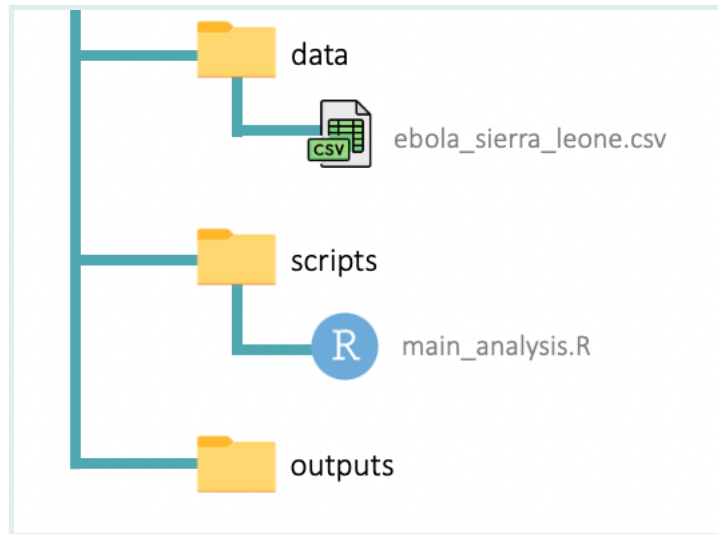 data
CSV
ebola_sierra_leone.csv
scripts
R
main_analysis.R
outputs